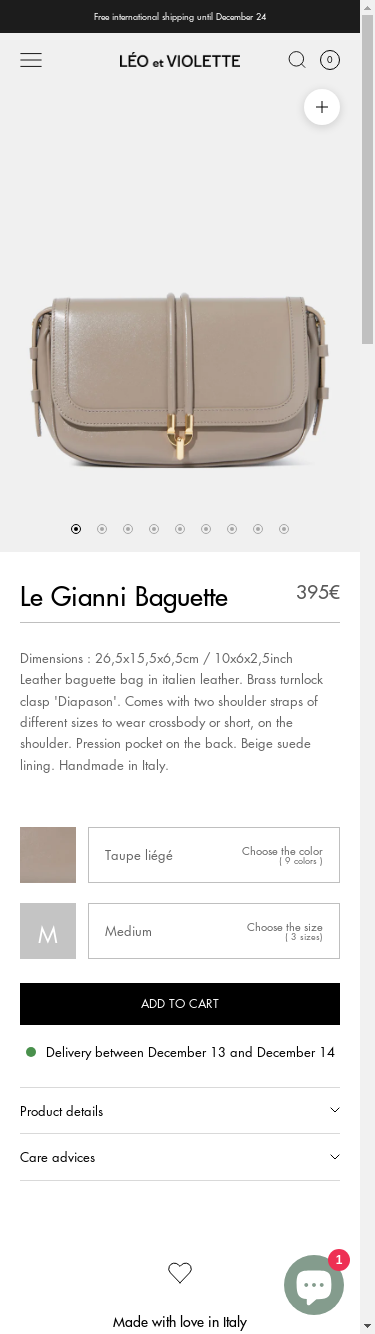 Free international shipping until December 24
LÉO et VIOLETTE
0
Le Gianni Baguette
395€
Dimensions : 26,5x15,5x6,5cm / 10x6x2,5inch
Leather baguette bag in italien leather. Brass turnlock
clasp 'Diapason'. Comes with two shoulder straps of
different sizes to wear crossbody or short, on the
shoulder. Pression pocket on the back. Beige suede
lining. Handmade in Italy.
Taupe liégé
Choose the color
( 9 colors )
M
Medium
Choose the size
( 3 sizes)
ADD TO CART
Delivery between December 13 and December 14
Product details
Care advices
1
Made with love in Italy